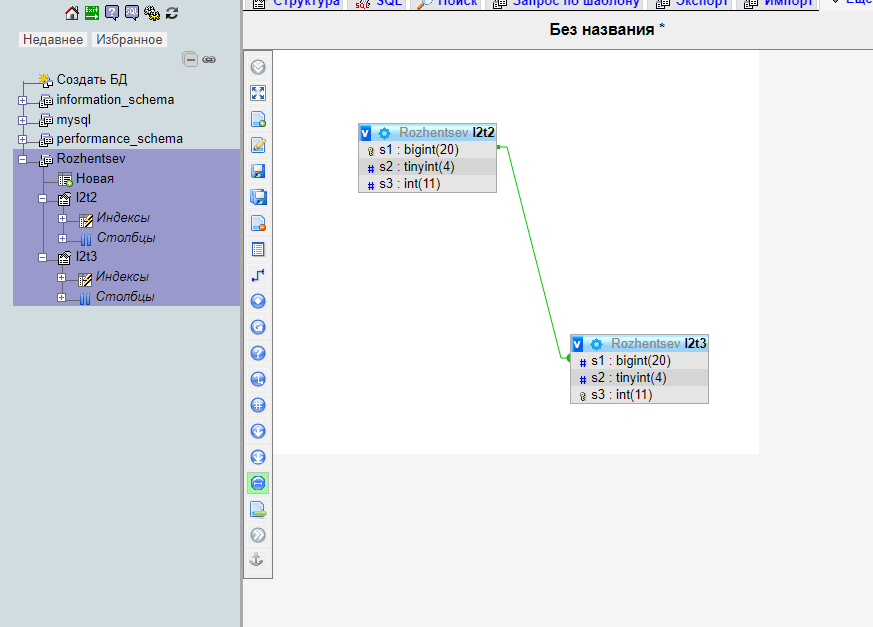 Структура SQL Поиск Запрос по шаблону Экспорт Импорт Ещё
Недавнее Избранное
Без названия *
Создать БД
information_schema
mysql
performance_schema
Rozhentsev
Новая
l2t2
Индексы
Столбцы
l2t3
Индексы
Столбцы
v Rozhentsev l2t2
s1 : bigint(20)
# s2 : tinyint(4)
# s3 : int(11)
v Rozhentsev l2t3
# s1 : bigint(20)
# s2 : tinyint(4)
s3 : int(11)